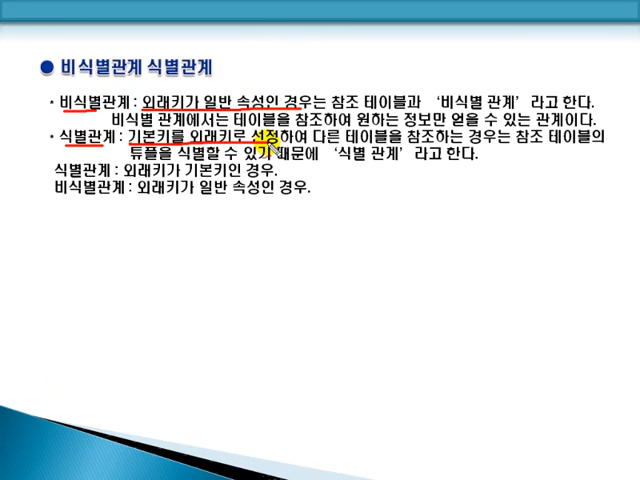 ● 비식별관계 식별관계
• 비식별관계 : 외래키가 일반 속성인 경우는 참조 테이블과 ‘비식별 관계’ 라고 한다.
비식별 관계에서는 테이블을 참조하여 원하는 정보만 얻을 수 있는 관계이다.
• 식별관계 : 기본키를 외래키로 설정하여 다른 테이블을 참조하는 경우는 참조 테이블의
튜플을 식별할 수 있기 때문에 ‘식별 관계’ 라고 한다.
식별관계 : 외래키가 기본키인 경우.
비식별관계 : 외래키가 일반 속성인 경우.